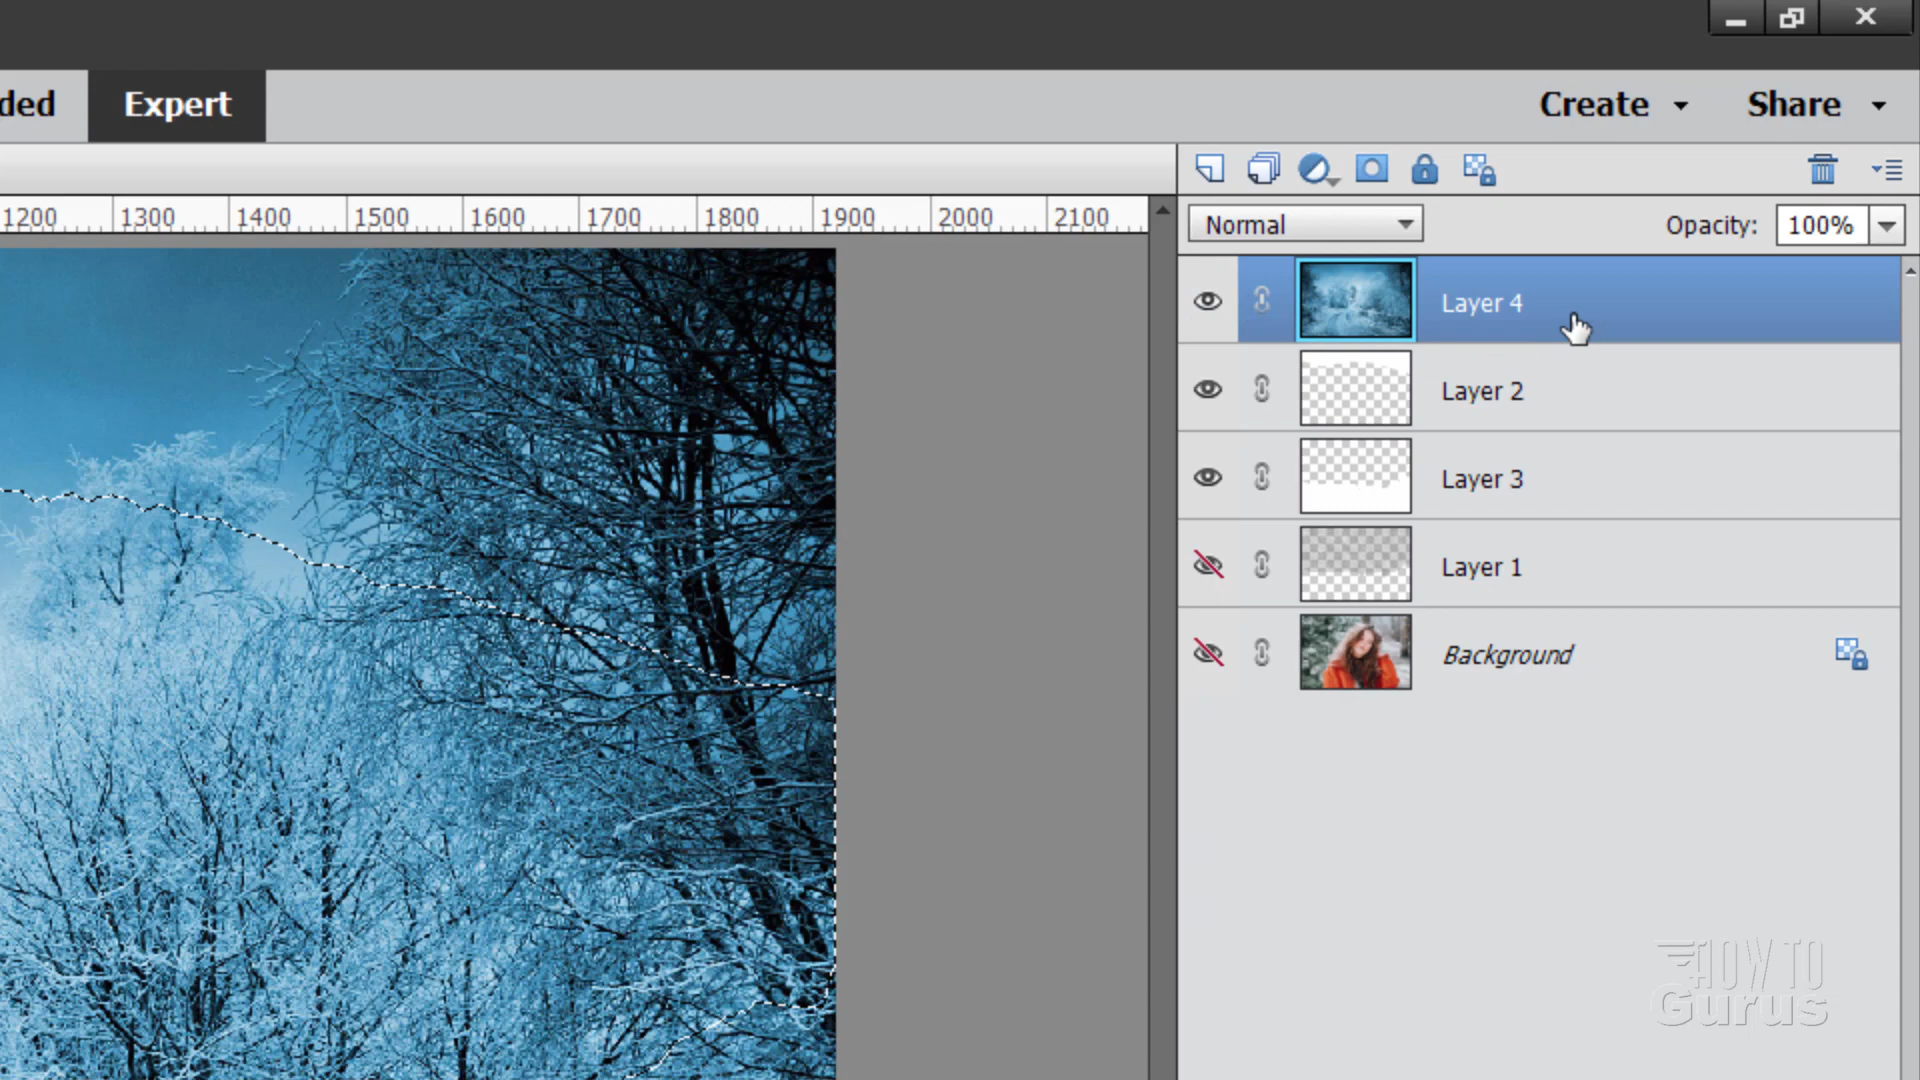 ded Expert Create Share
1200 1300 1400 1500 1600 1700 1800 1900 2000 2100
Normal Opacity: 100%
Layer 4
Layer 2
Layer 3
Layer 1
Background
HOW TO
Gurus